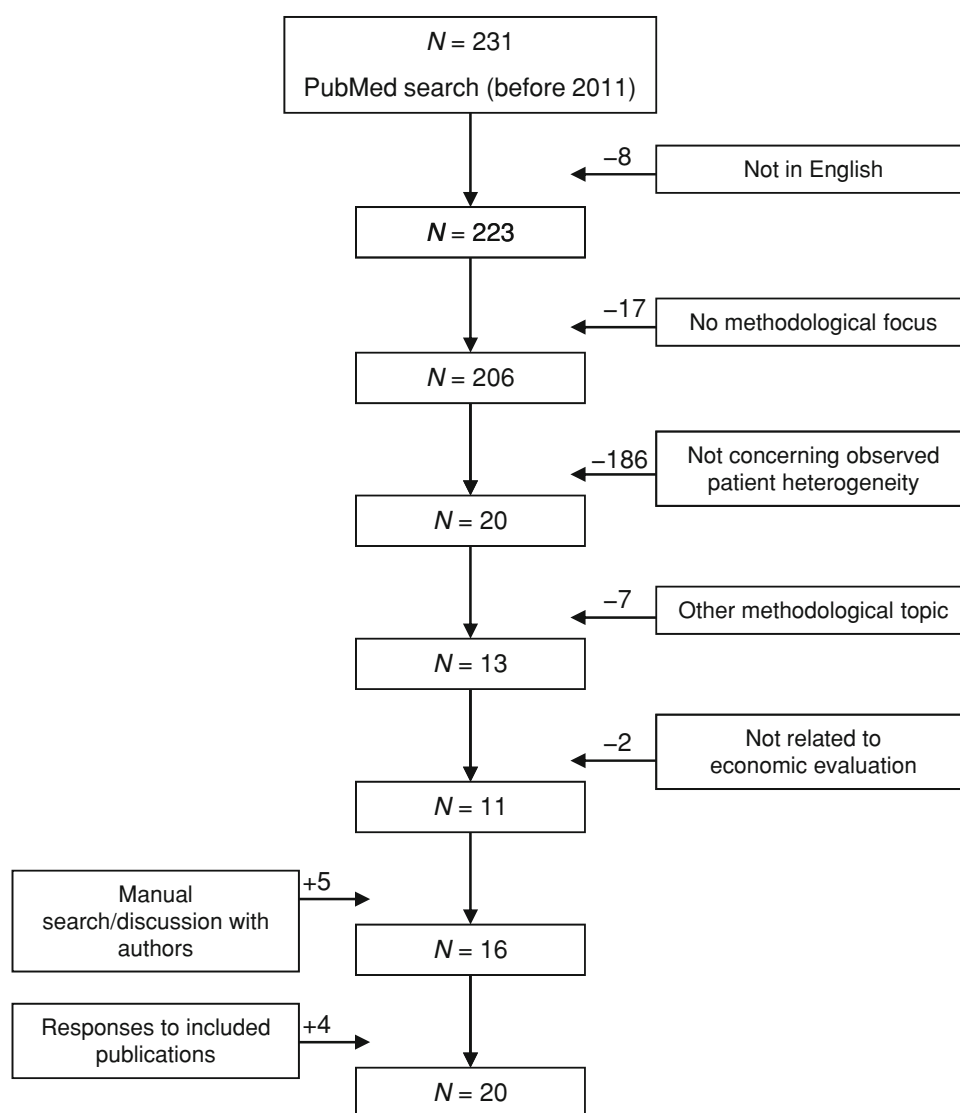 N = 231
PubMed search (before 2011)
−8
Not in English
N = 223
−17
No methodological focus
N = 206
−186
Not concerning observed
patient heterogeneity
N = 20
−7
Other methodological topic
N = 13
−2
Not related to
economic evaluation
N = 11
Manual
search/discussion with
authors
+5
N = 16
Responses to included
publications
+4
N = 20